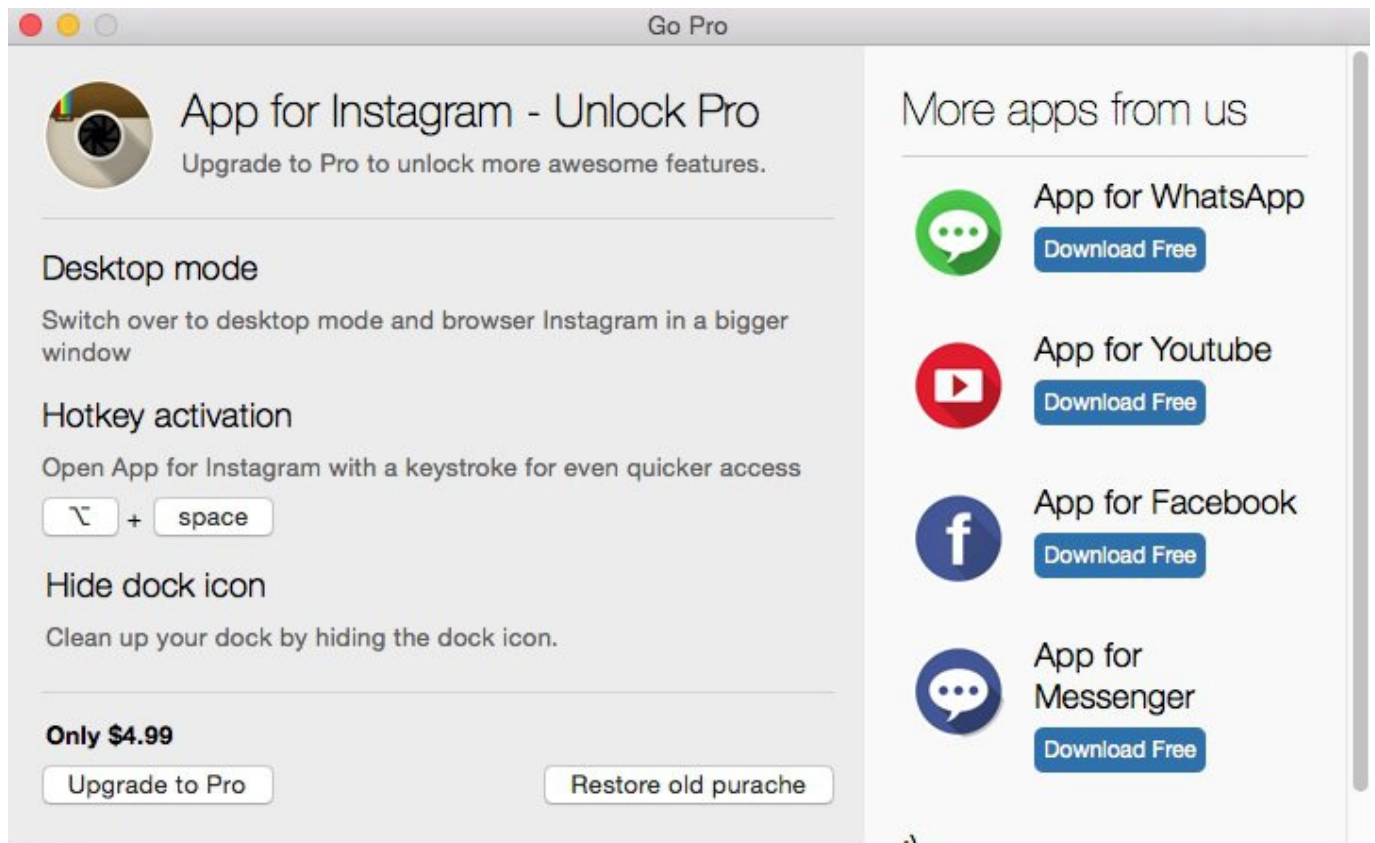 Go Pro
App for Instagram - Unlock Pro
Upgrade to Pro to unlock more awesome features.
Desktop mode
Switch over to desktop mode and browser Instagram in a bigger
window
Hotkey activation
Open App for Instagram with a keystroke for even quicker access
⌥ + space
Hide dock icon
Clean up your dock by hiding the dock icon.
Only $4.99
Upgrade to Pro
Restore old purache
More apps from us
App for WhatsApp
Download Free
App for Youtube
Download Free
App for Facebook
Download Free
App for
Messenger
Download Free